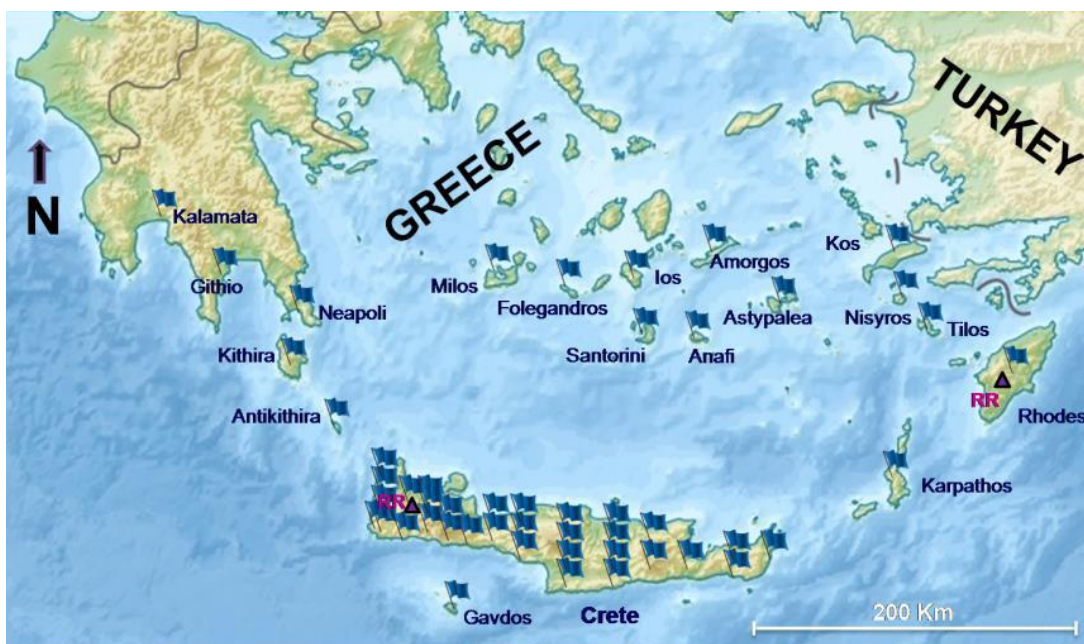 GREECE
TURKEY
N
Kalamata
Githio
Neapoli
Kithira
Antikithira
Milos
Folegandros
Ios
Amorgos
Santorini
Anafi
Astypalea
Kos
Nisyros
Tilos
RR
Rhodes
Karpathos
RR
Gavdos
Crete
200 Km